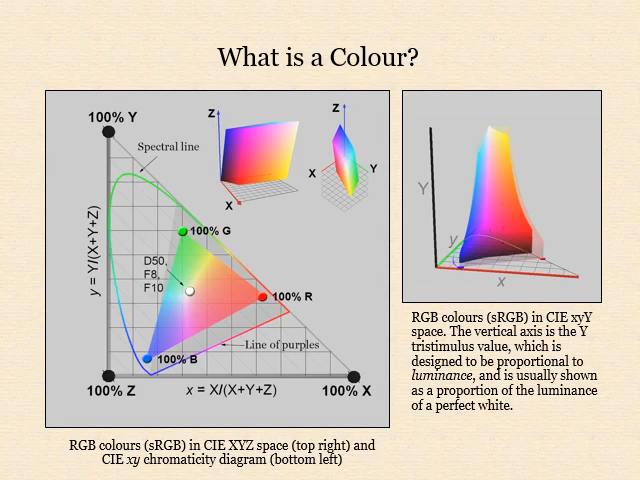 What is a Colour?
100% Y
Spectral line
y = Y/(X+Y+Z)
100% G
D50,
F8,
F10
100% R
100% B
Line of purples
100% Z
x = X/(X+Y+Z)
100% X
Z
X
Z
X
Y
Y
y
x
RGB colours (sRGB) in CIE XYZ space (top right) and
CIE xy chromaticity diagram (bottom left)
RGB colours (sRGB) in CIE xyY
space. The vertical axis is the Y
tristimulus value, which is
designed to be proportional to
luminance, and is usually shown
as a proportion of the luminance
of a perfect white.